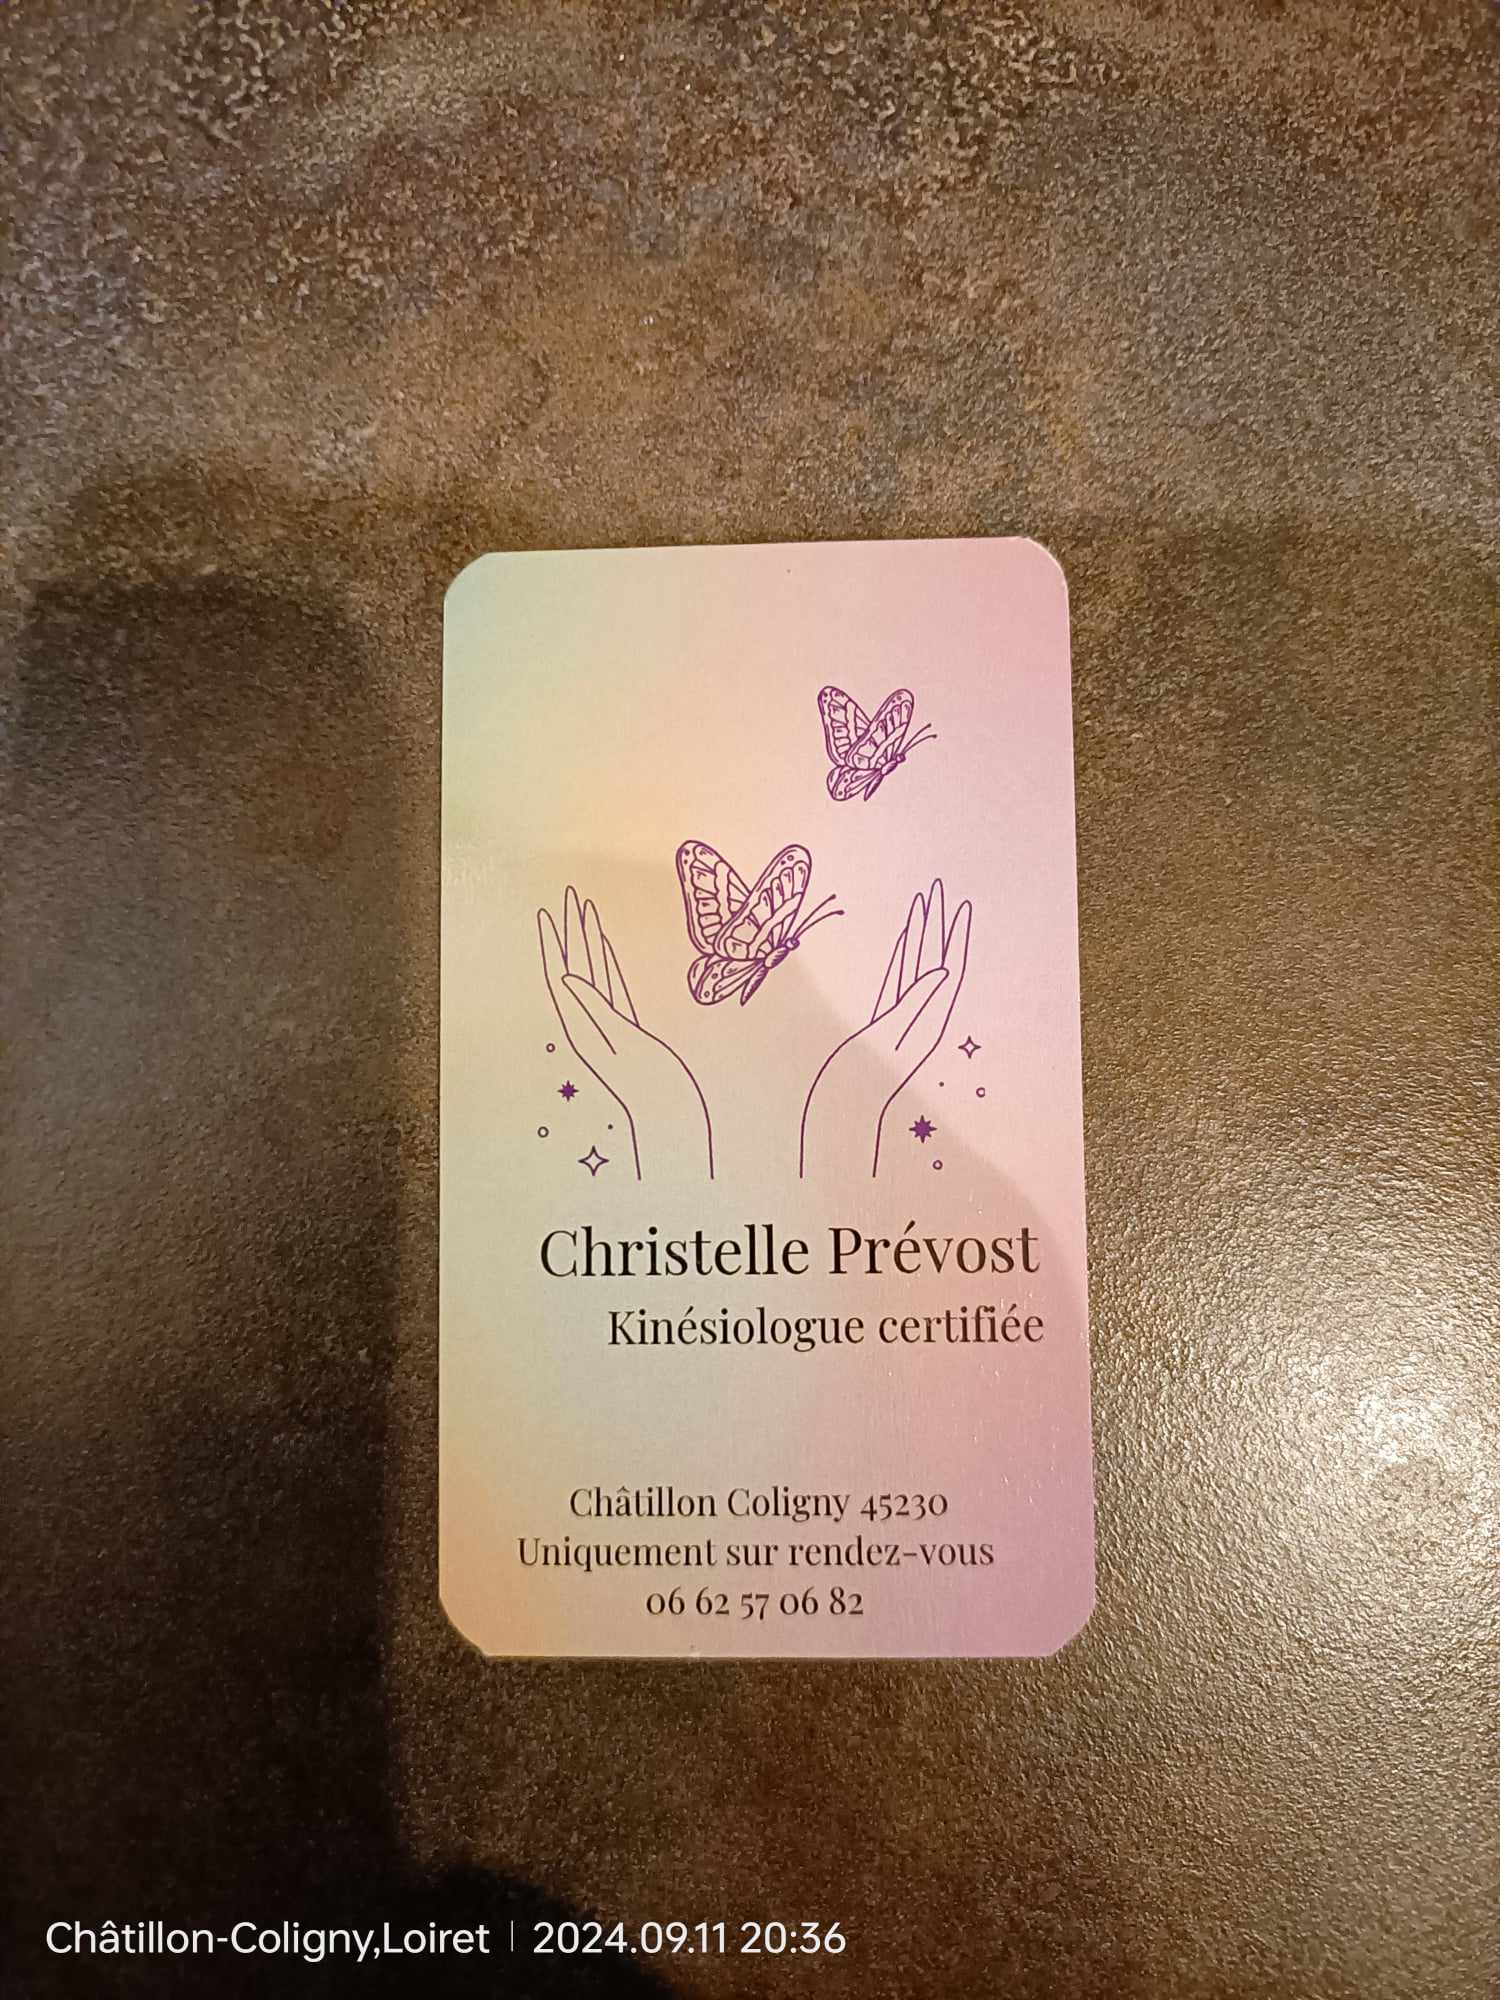 Christelle Prévost
Kinésiologue certifiée
Châtillon Coligny 45230
Uniquement sur rendez-vous
06 62 57 06 82
Châtillon-Coligny,Loiret | 2024.09.11 20:36